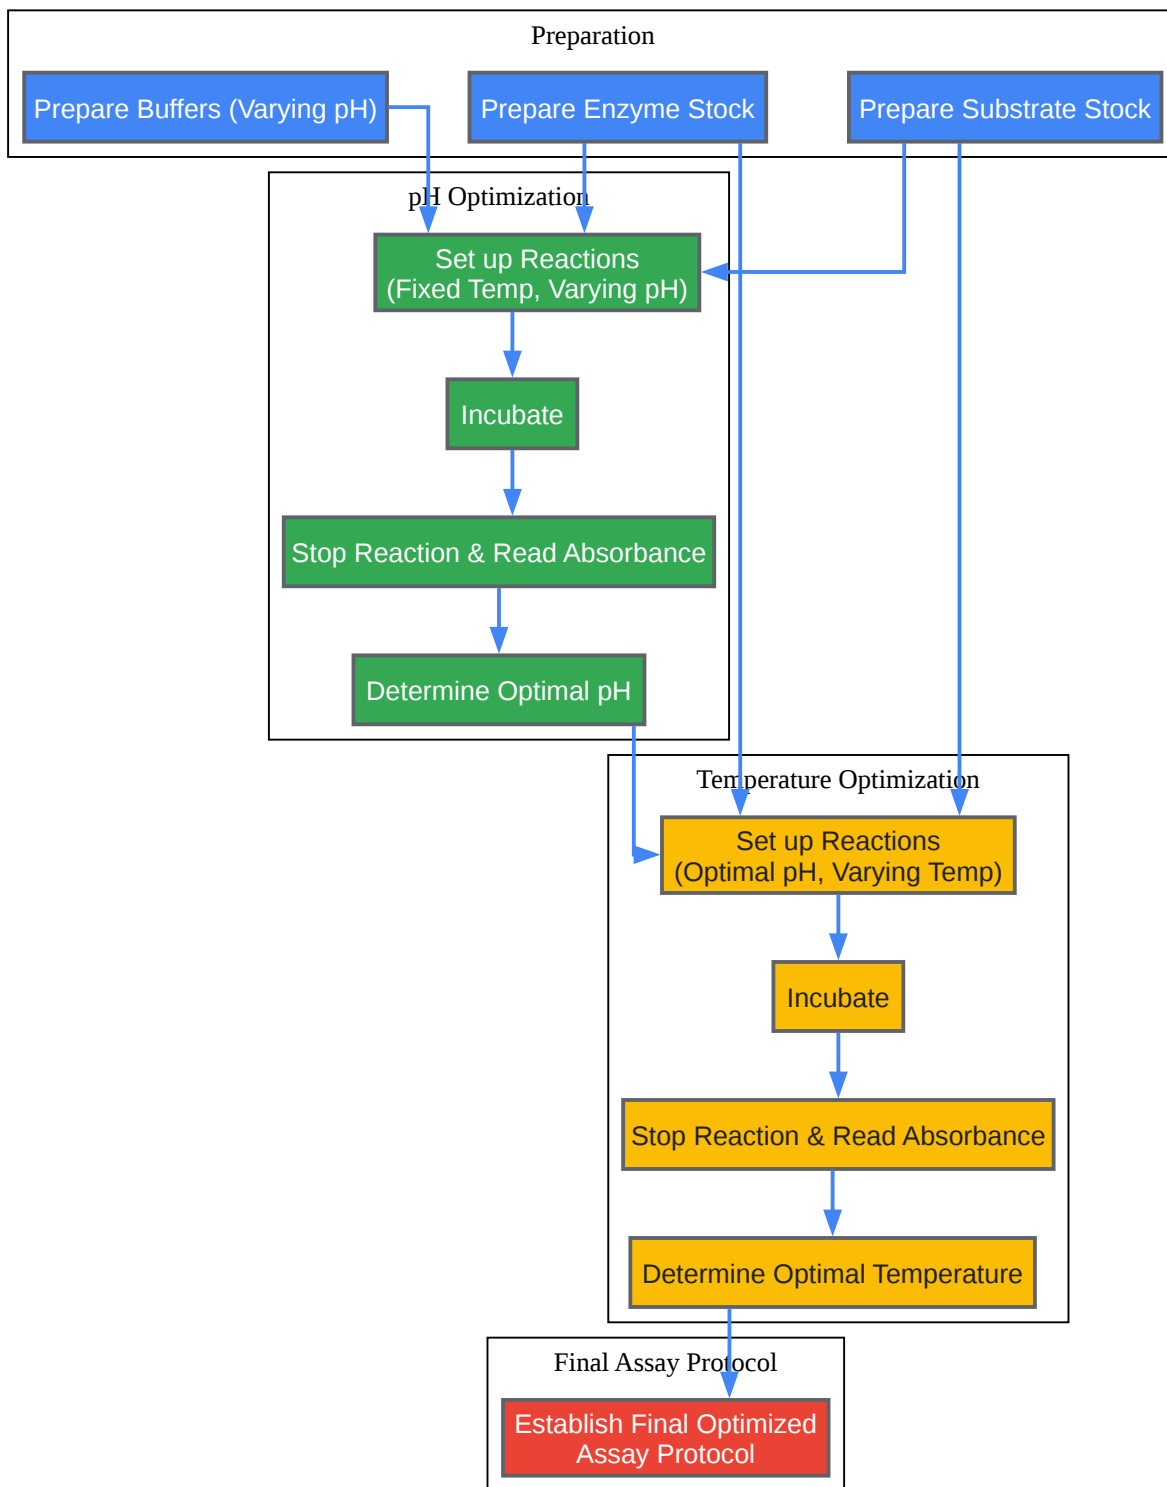 Preparation
Prepare Buffers (Varying pH)
Prepare Enzyme Stock
Prepare Substrate Stock
pH Optimization
Set up Reactions
(Fixed Temp, Varying pH)
Incubate
Stop Reaction & Read Absorbance
Determine Optimal pH
Temperature Optimization
Set up Reactions
(Optimal pH, Varying Temp)
Incubate
Stop Reaction & Read Absorbance
Determine Optimal Temperature
Final Assay Protocol
Establish Final Optimized
Assay Protocol